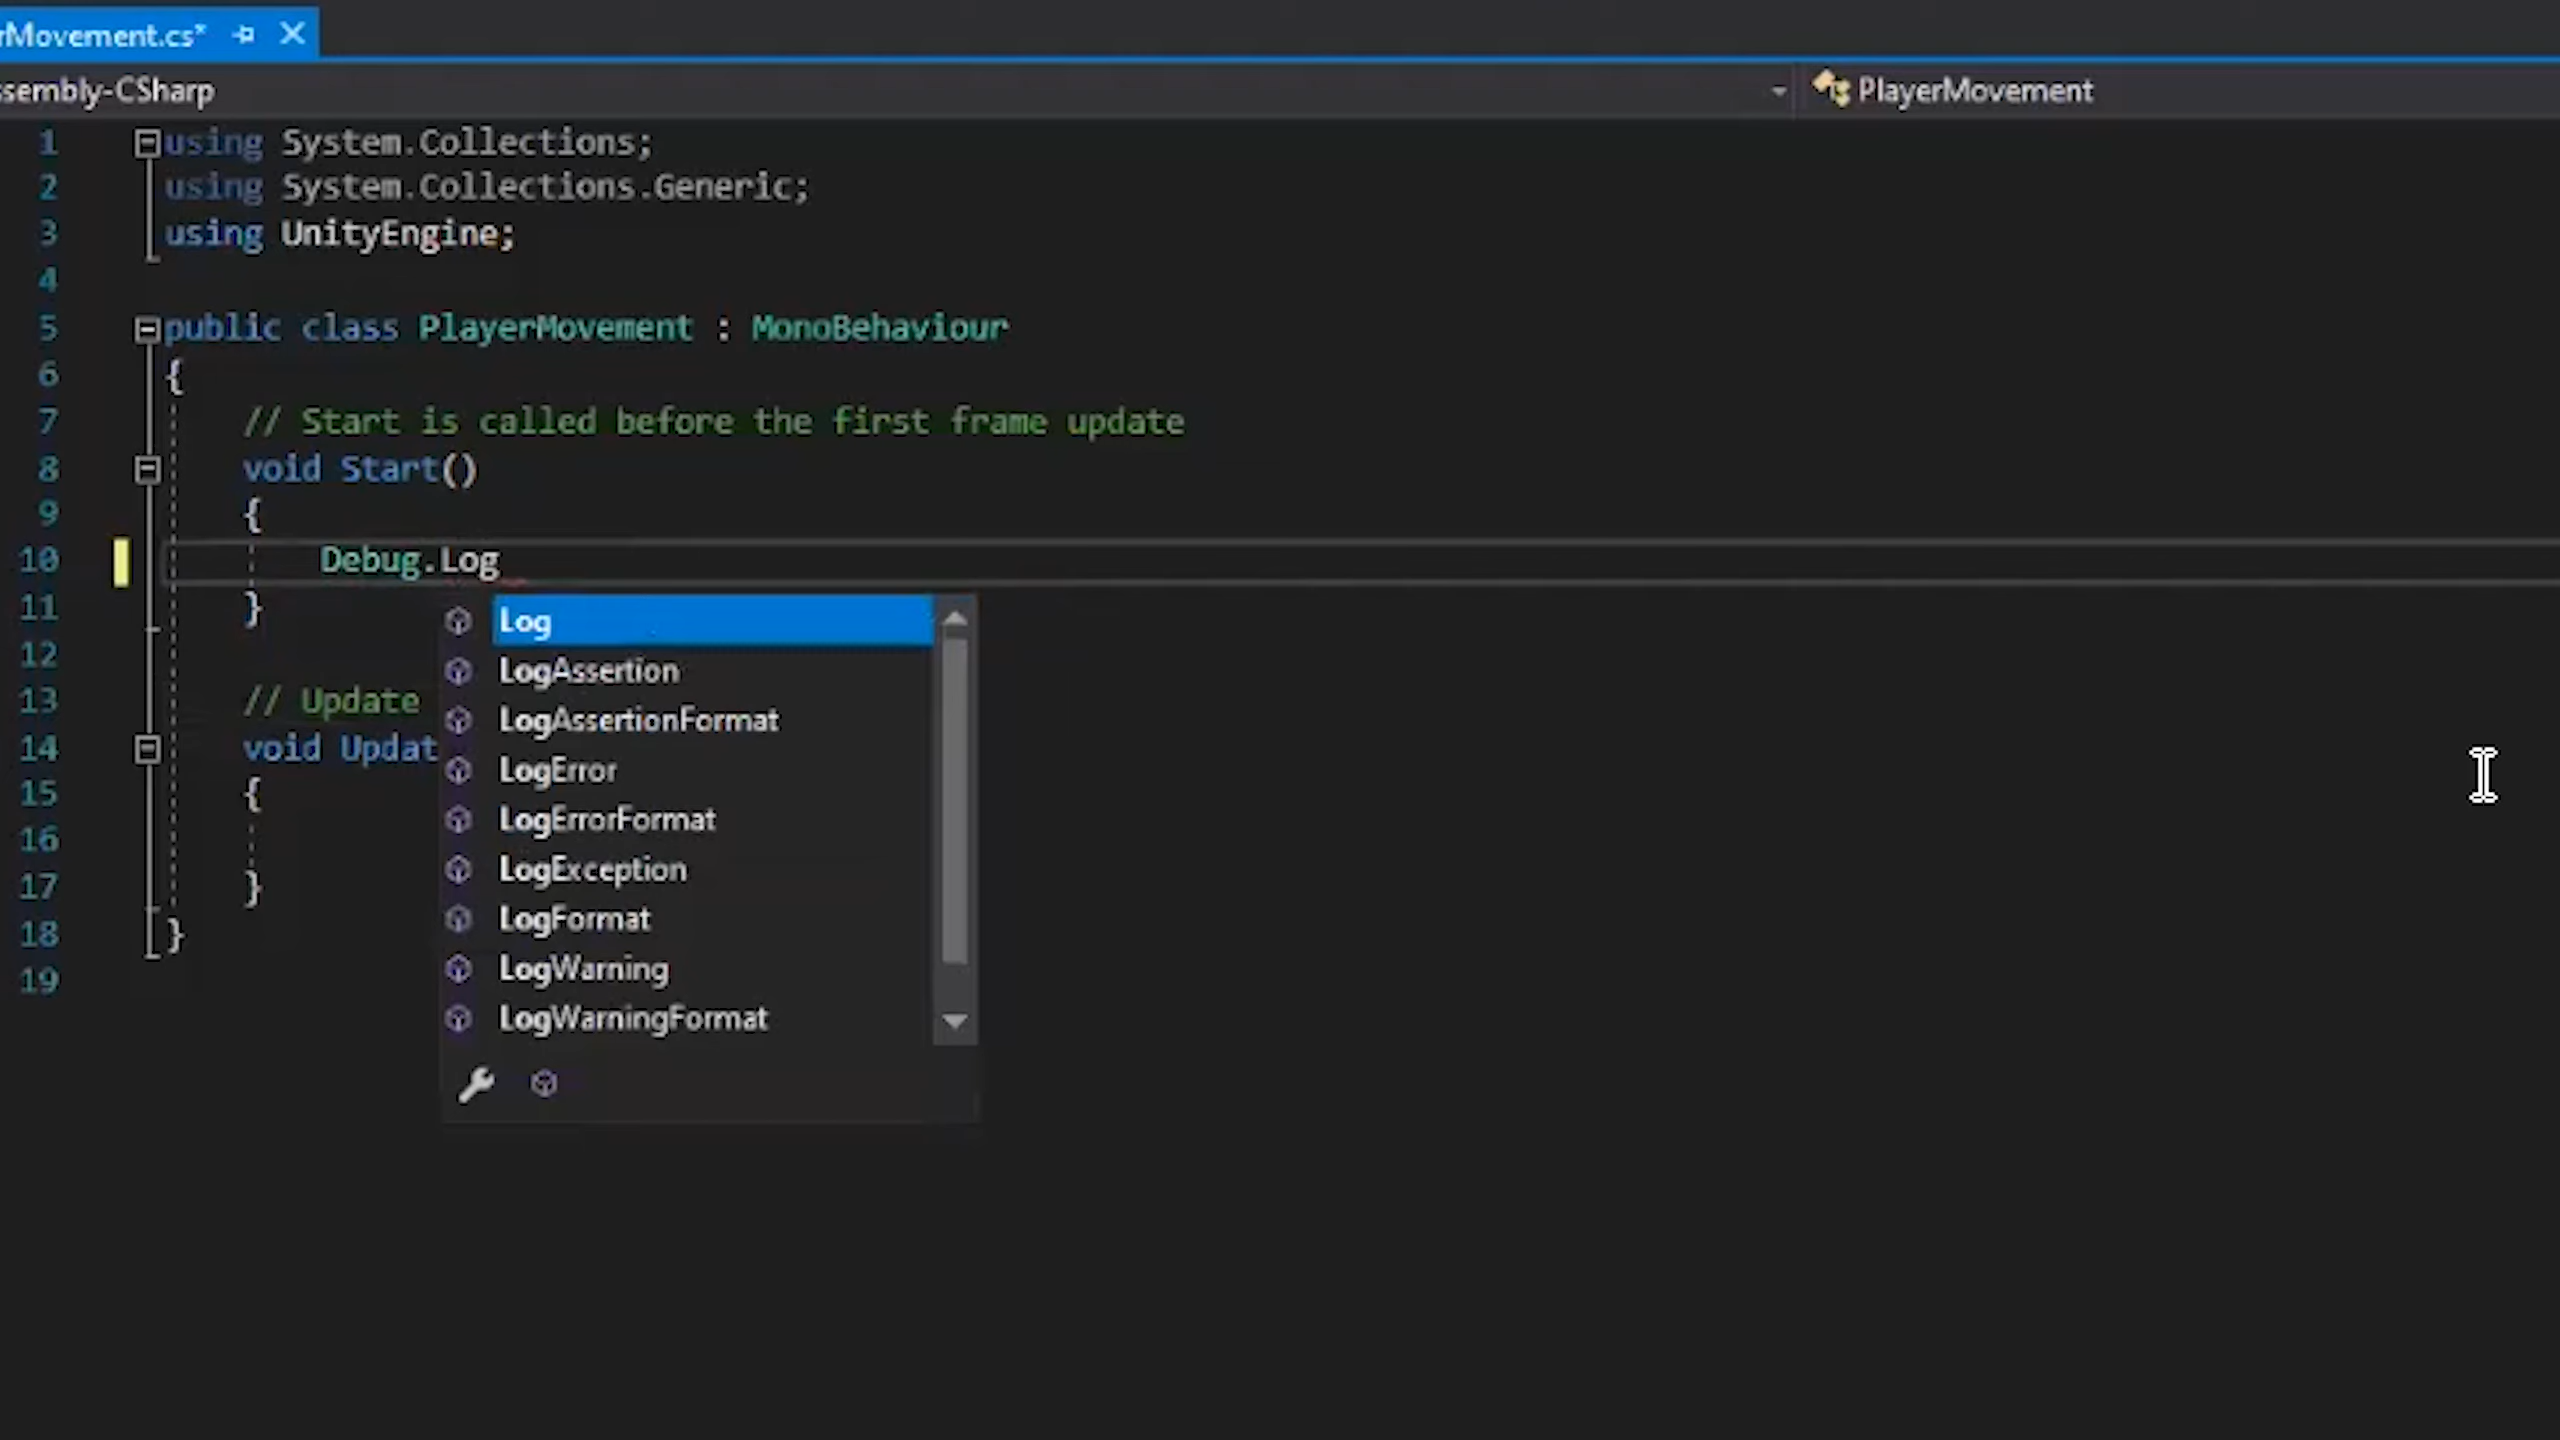 rMovement.cs*
ssembly-CSharp PlayerMovement
1 using System.Collections;
2 using System.Collections.Generic;
3 using UnityEngine;
4
5 public class PlayerMovement : MonoBehaviour
6 {
7 // Start is called before the first frame update
8 void Start()
9 {
10 Debug.Log
11 }
12
13 // Update
14 void Updat
15 {
16
17 }
18 }
19
Log
LogAssertion
LogAssertionFormat
LogError
LogErrorFormat
LogException
LogFormat
LogWarning
LogWarningFormat